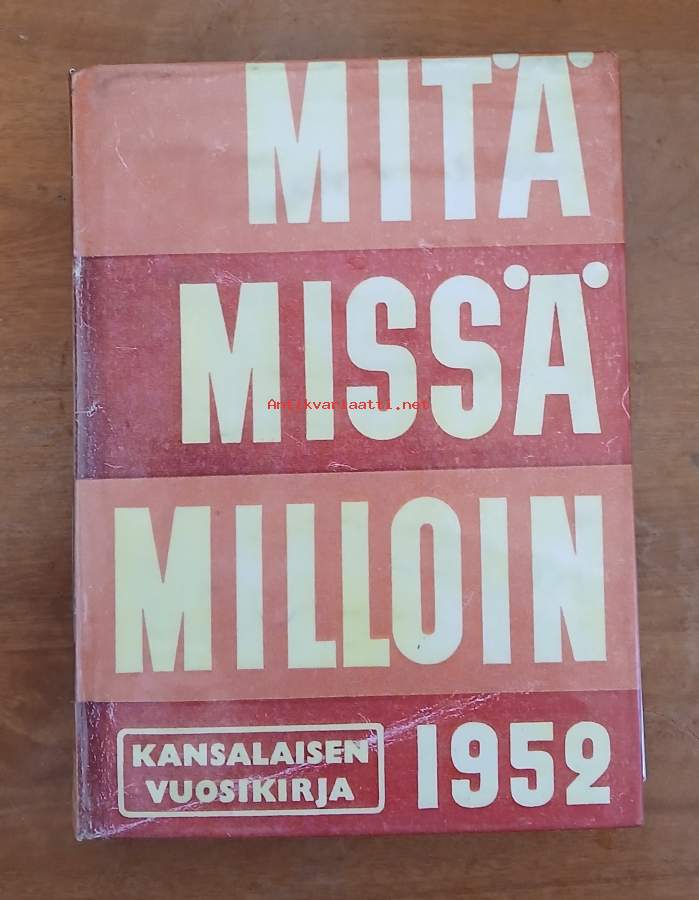 MITÄ
MISSÄ
Antikvariaatti.net
MILLOIN
KANSALAISEN
VUOSIKIRJA
1952